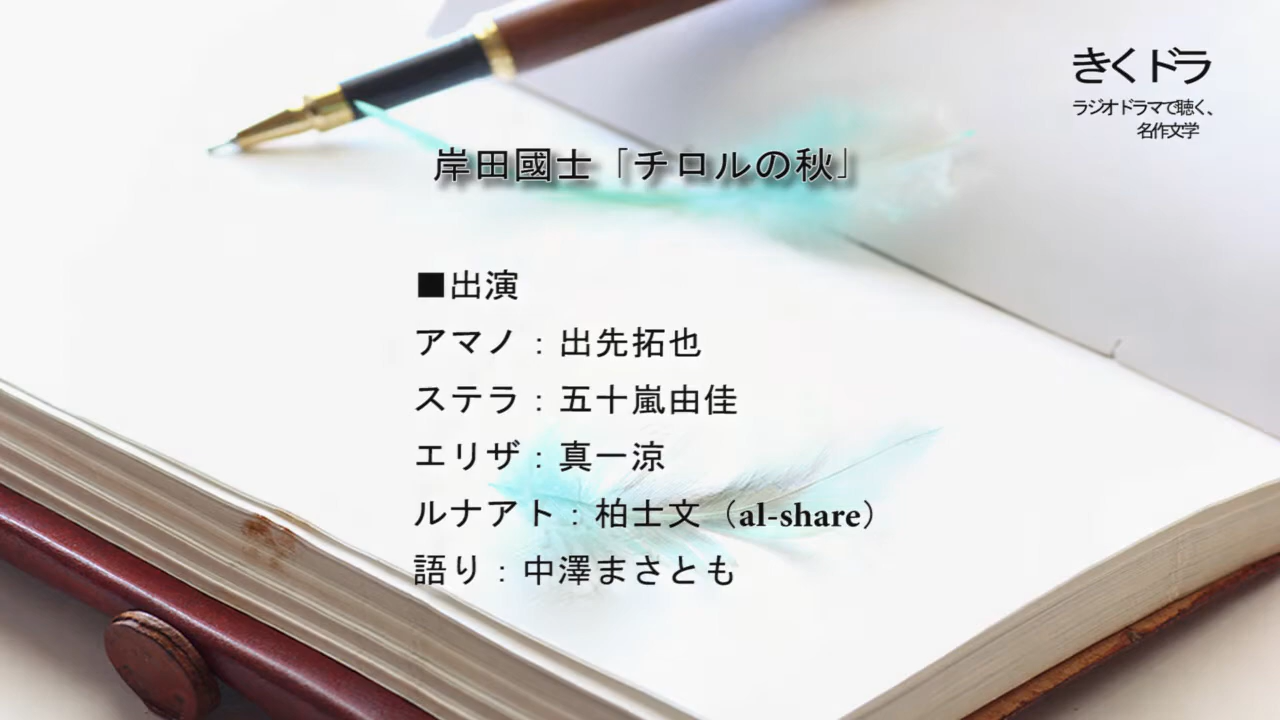 きくドラ
ラジオドラマで聴く、
名作文学
岸田國士「チロルの秋」
■出演
アマノ：出先拓也
ステラ：五十嵐由佳
エリザ：真一涼
ルナアト：柏士文（al-share）
語り：中澤まさとも